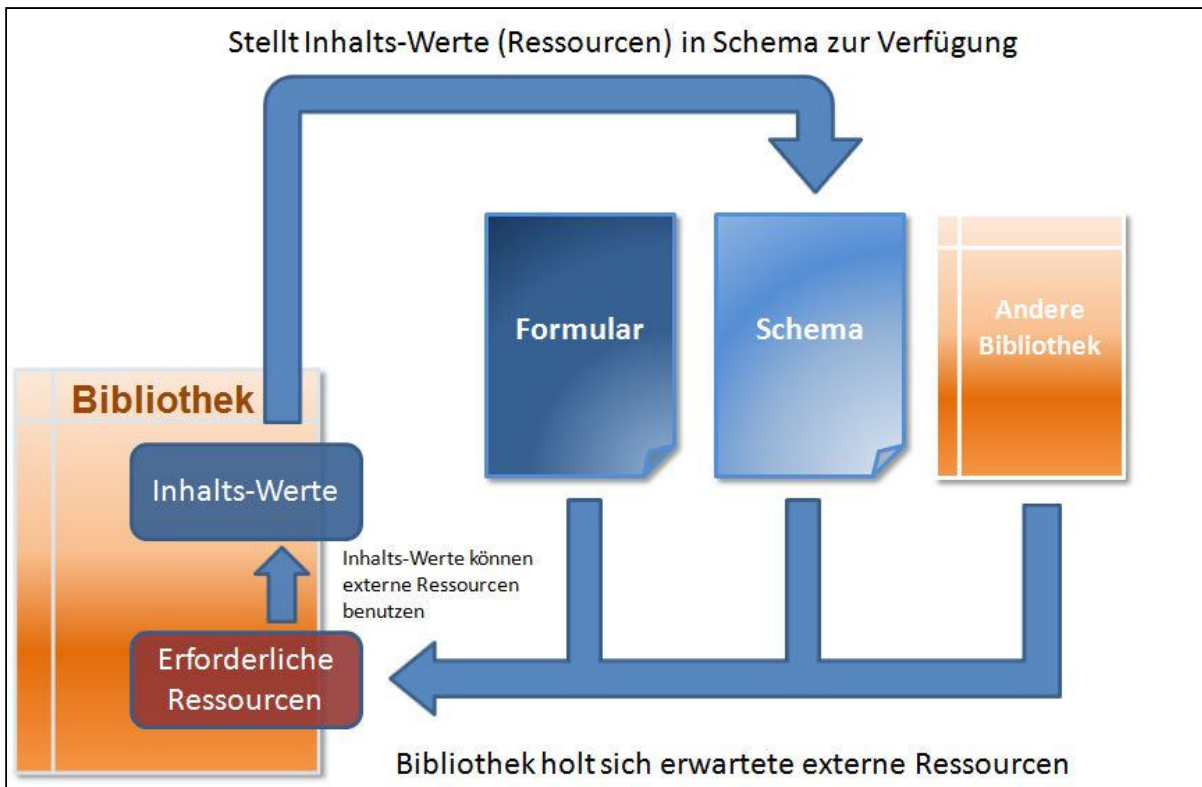 Stellt Inhalts-Werte (Ressourcen) in Schema zur Verfügung
Formular
Schema
Andere
Bibliothek
Bibliothek
Inhalts-Werte
Inhalts-Werte können
externe Ressourcen
benutzen
Erforderliche
Ressourcen
Bibliothek holt sich erwartete externe Ressourcen